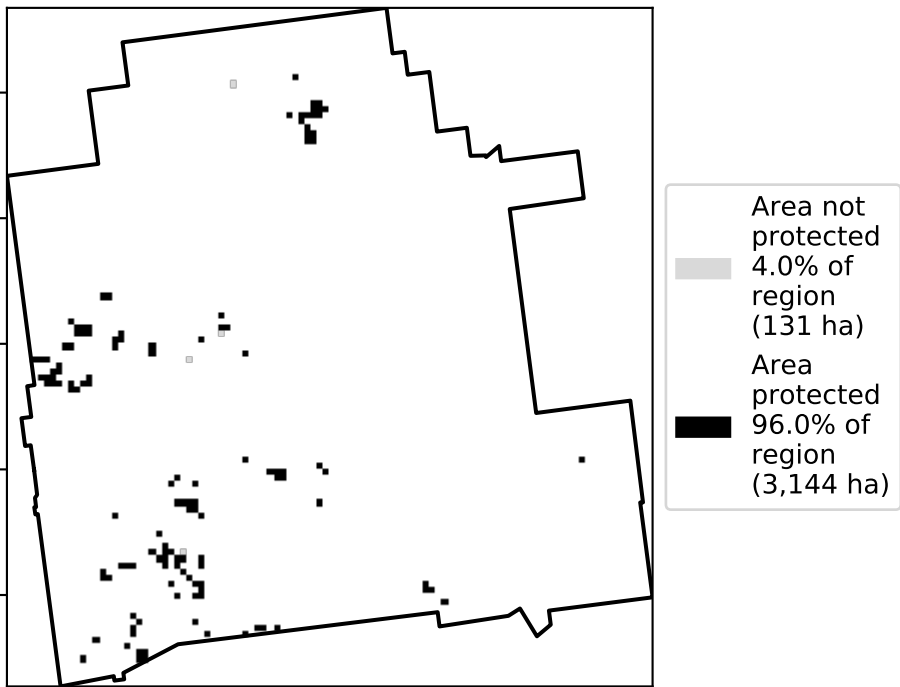 Area not
protected
4.0% of
region
(131 ha)
Area
protected
96.0% of
region
(3,144 ha)